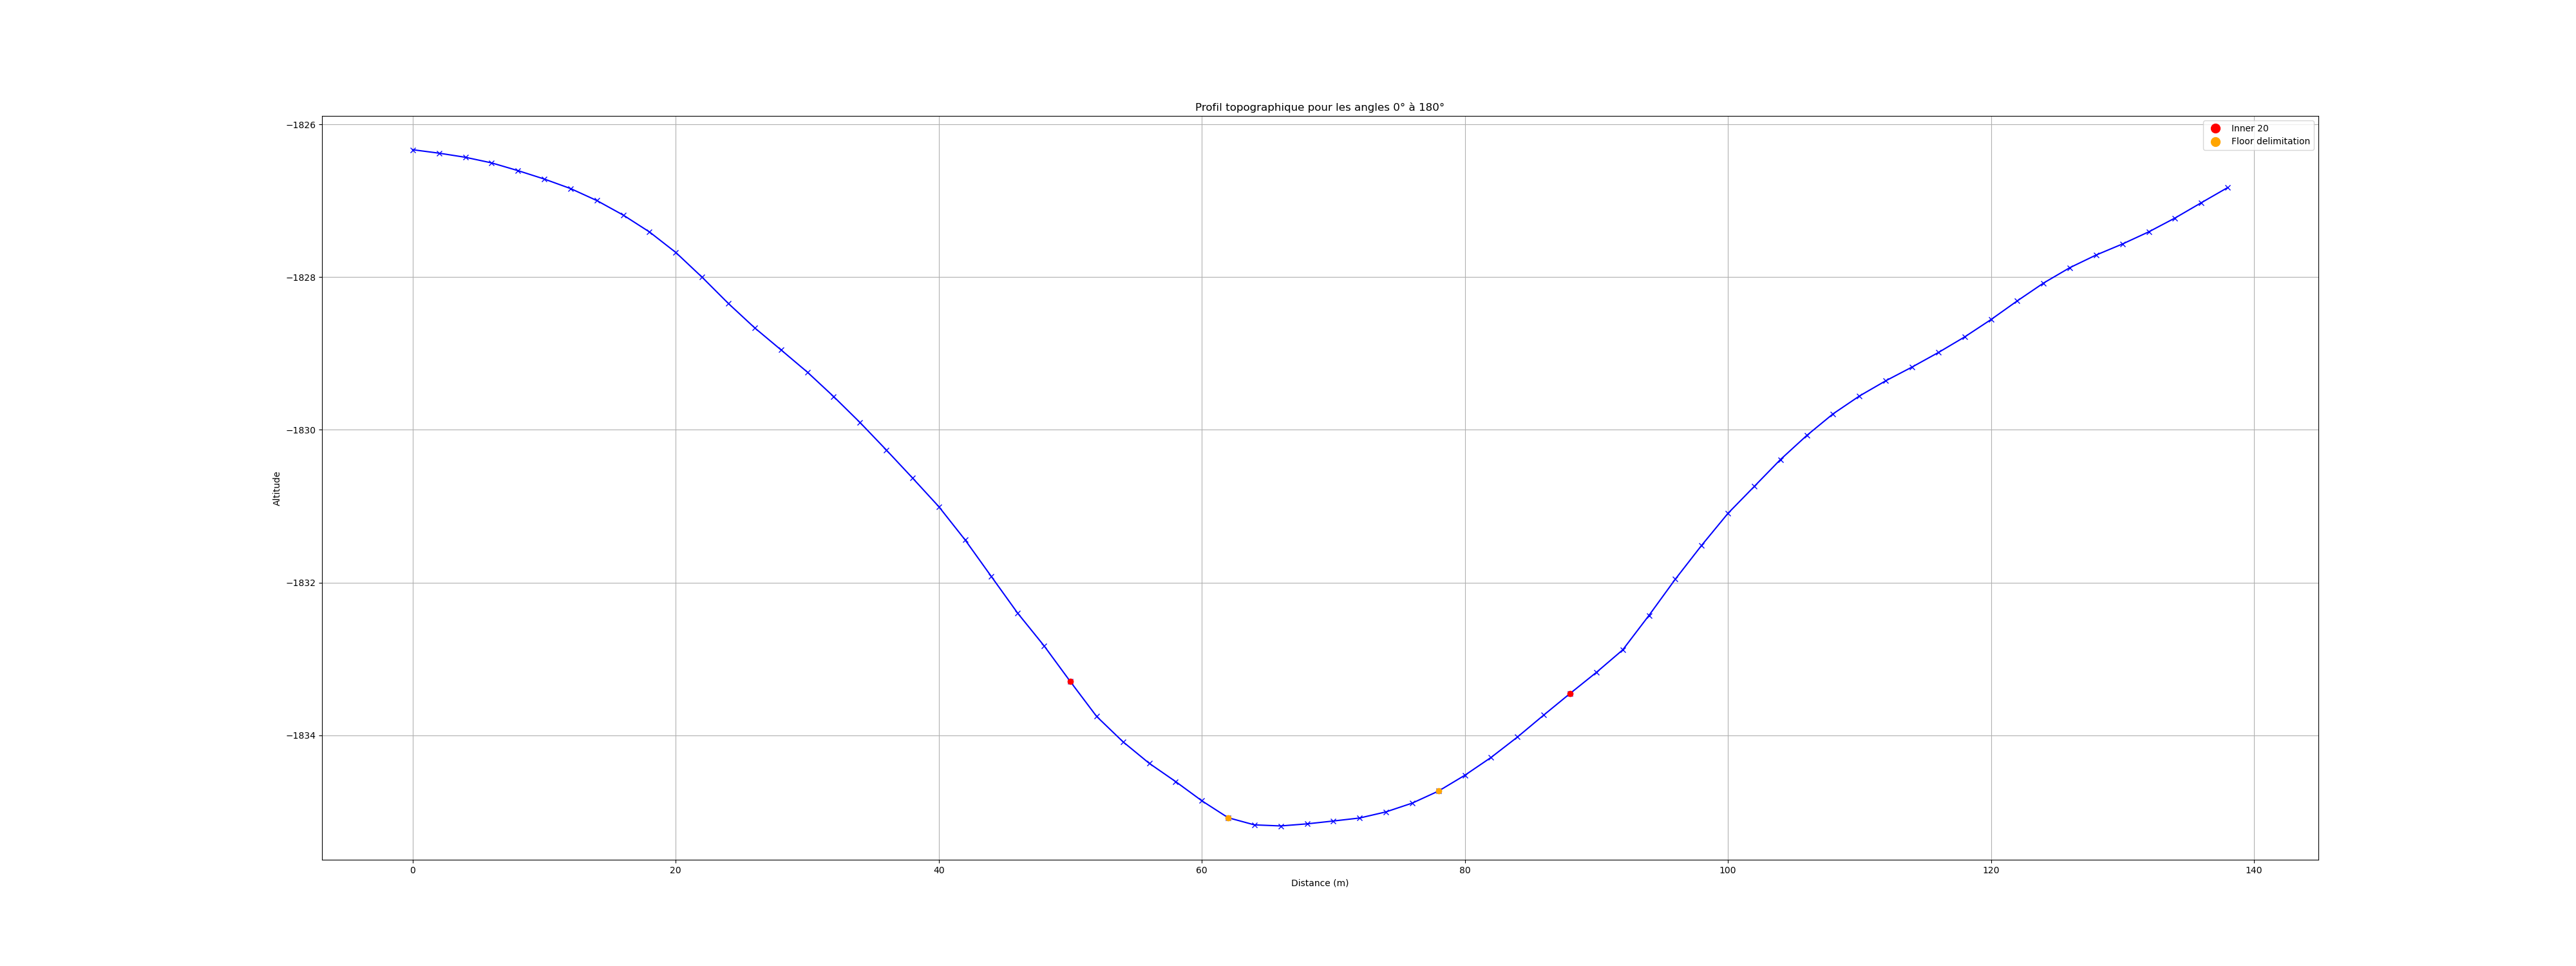 Profil topographique pour les angles 0° à 180°
Inner 20
Floor delimitation
−1826
−1828
−1830
−1832
−1834
Altitude
0 20 40 60 80 100 120 140
Distance (m)